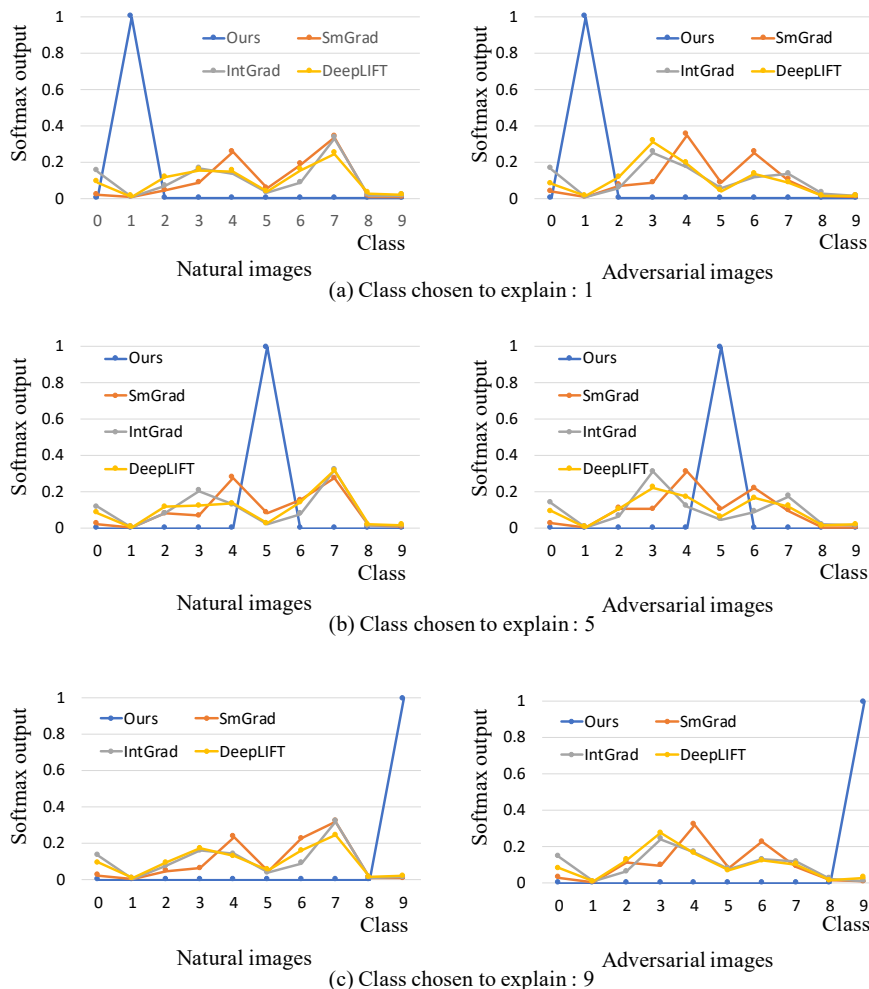 Softmax output
1
0.8
0.6
0.4
0.2
0
Ours
SmGrad
IntGrad
DeepLIFT
0 1 2 3 4 5 6 7 8 9
Class
Natural images
Softmax output
1
0.8
0.6
0.4
0.2
0
Ours
SmGrad
IntGrad
DeepLIFT
0 1 2 3 4 5 6 7 8 9
Class
Adversarial images
(a) Class chosen to explain : 1
Softmax output
1
0.8
0.6
0.4
0.2
0
Ours
SmGrad
IntGrad
DeepLIFT
0 1 2 3 4 5 6 7 8 9
Class
Natural images
Softmax output
1
0.8
0.6
0.4
0.2
0
Ours
SmGrad
IntGrad
DeepLIFT
0 1 2 3 4 5 6 7 8 9
Class
Adversarial images
(b) Class chosen to explain : 5
Softmax output
1
0.8
0.6
0.4
0.2
0
Ours
SmGrad
IntGrad
DeepLIFT
0 1 2 3 4 5 6 7 8 9
Class
Natural images
Softmax output
1
0.8
0.6
0.4
0.2
0
Ours
SmGrad
IntGrad
DeepLIFT
0 1 2 3 4 5 6 7 8 9
Class
Adversarial images
(c) Class chosen to explain : 9